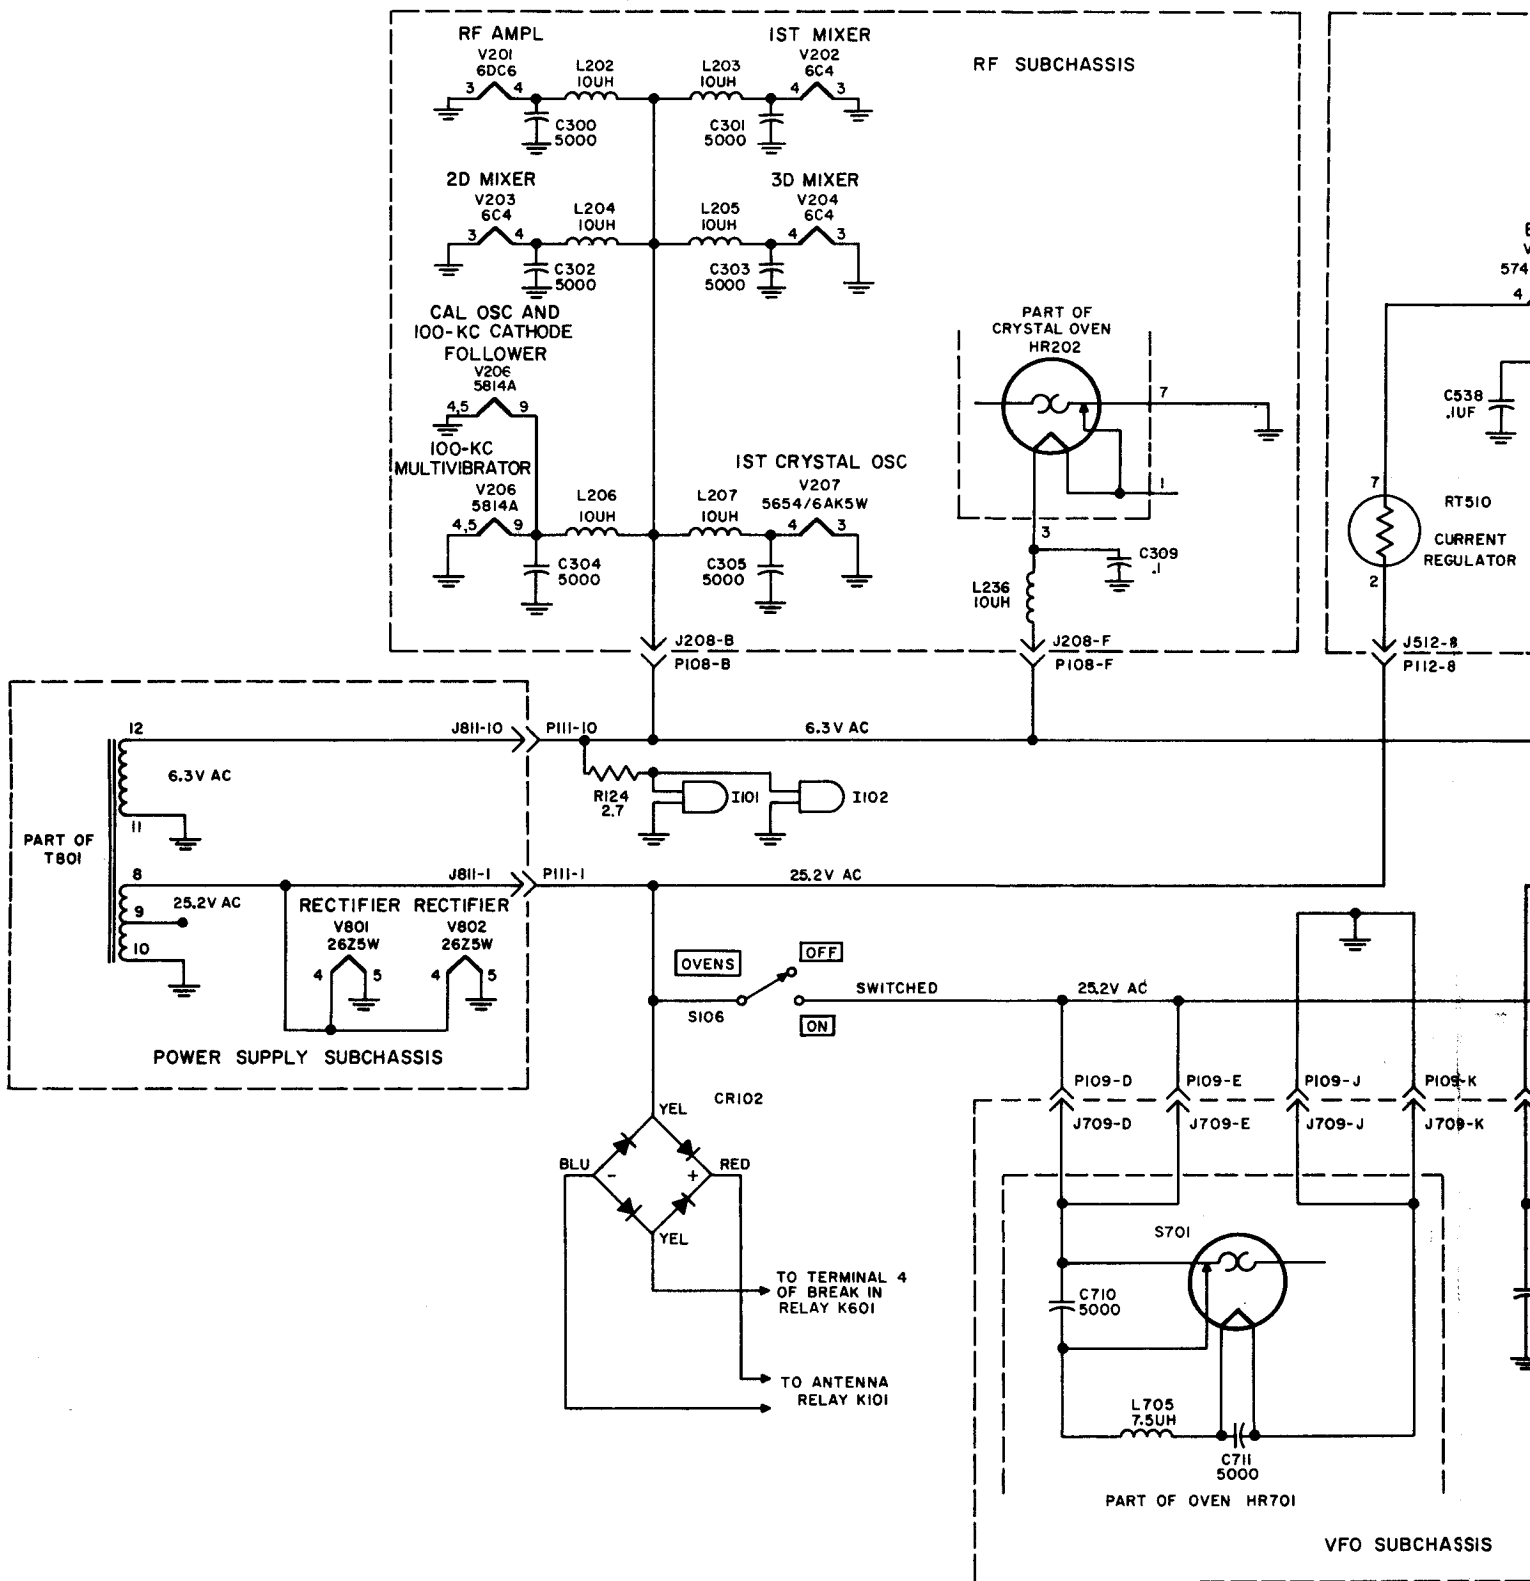 RF AMPL
V201
6DC6
3
4
L202
10UH
C300
5000
L203
10UH
C301
5000
1ST MIXER
V202
6C4
4
3
RF SUBCHASSIS
2D MIXER
V203
6C4
3
4
L204
10UH
C302
5000
L205
10UH
C303
5000
3D MIXER
V204
6C4
4
3
CAL OSC AND
100-KC CATHODE
FOLLOWER
V206
5814A
4,5
9
100-KC
MULTIVIBRATOR
V206
5814A
4,5
9
L206
10UH
C304
5000
L207
10UH
C305
5000
1ST CRYSTAL OSC
V207
5654/6AK5W
4
3
PART OF
CRYSTAL OVEN
HR202
7
1
3
C309
.1
L236
10UH
J208-B
P108-B
J208-F
P108-F
574
4
C538
.1UF
7
RT510
CURRENT
REGULATOR
2
J512-8
P112-8
12
6.3V AC
11
PART OF
T801
8
25.2V AC
9
10
J811-10
P111-10
6.3V AC
R124
2.7
I101
I102
J811-1
P111-1
25.2V AC
RECTIFIER RECTIFIER
V801
26Z5W
4
5
V802
26Z5W
4
5
POWER SUPPLY SUBCHASSIS
OVENS
OFF
S106
ON
SWITCHED
25.2V AC
CR102
YEL
BLU
-
+
RED
YEL
TO TERMINAL 4
OF BREAK IN
RELAY K601
TO ANTENNA
RELAY K101
P109-D
P109-E
P109-J
P109-K
J709-D
J709-E
J709-J
J709-K
S701
C710
5000
L705
7.5UH
C711
5000
PART OF OVEN HR701
VFO SUBCHASSIS